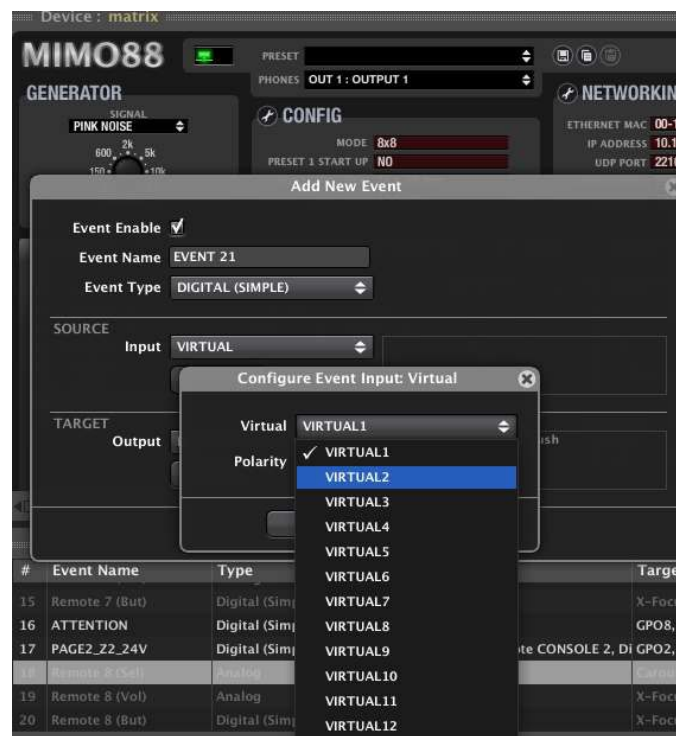 Device : matrix
MIMO88
PRESET
PHONES OUT 1 : OUTPUT 1
GENERATOR
SIGNAL
PINK NOISE
2k
600 5k
150 10k
CONFIG
MODE 8x8
PRESET 1 START UP NO
NETWORKIN
ETHERNET MAC 00-1
IP ADDRESS 10.1
UDP PORT 2210
Add New Event
Event Enable
Event Name EVENT 21
Event Type DIGITAL (SIMPLE)
SOURCE
Input VIRTUAL
Configure Event Input: Virtual
TARGET
Output
Virtual VIRTUAL1
ush
Polarity
VIRTUAL1
VIRTUAL2
VIRTUAL3
VIRTUAL4
VIRTUAL5
VIRTUAL6
VIRTUAL7
VIRTUAL8
VIRTUAL9
VIRTUAL10
VIRTUAL11
VIRTUAL12
# Event Name Type Targe
15 Remote 7 (But) Digital (Simp X-Foc
16 ATTENTION Digital (Simp GPO8,
17 PAGE2_Z2_24V Digital (Simp te CONSOLE 2, Di GPO2,
18 Remote 8 (Sel) Analog Carou
19 Remote 8 (Vol) Analog X-Foc
20 Remote 8 (But) Digital (Simp X-Foc